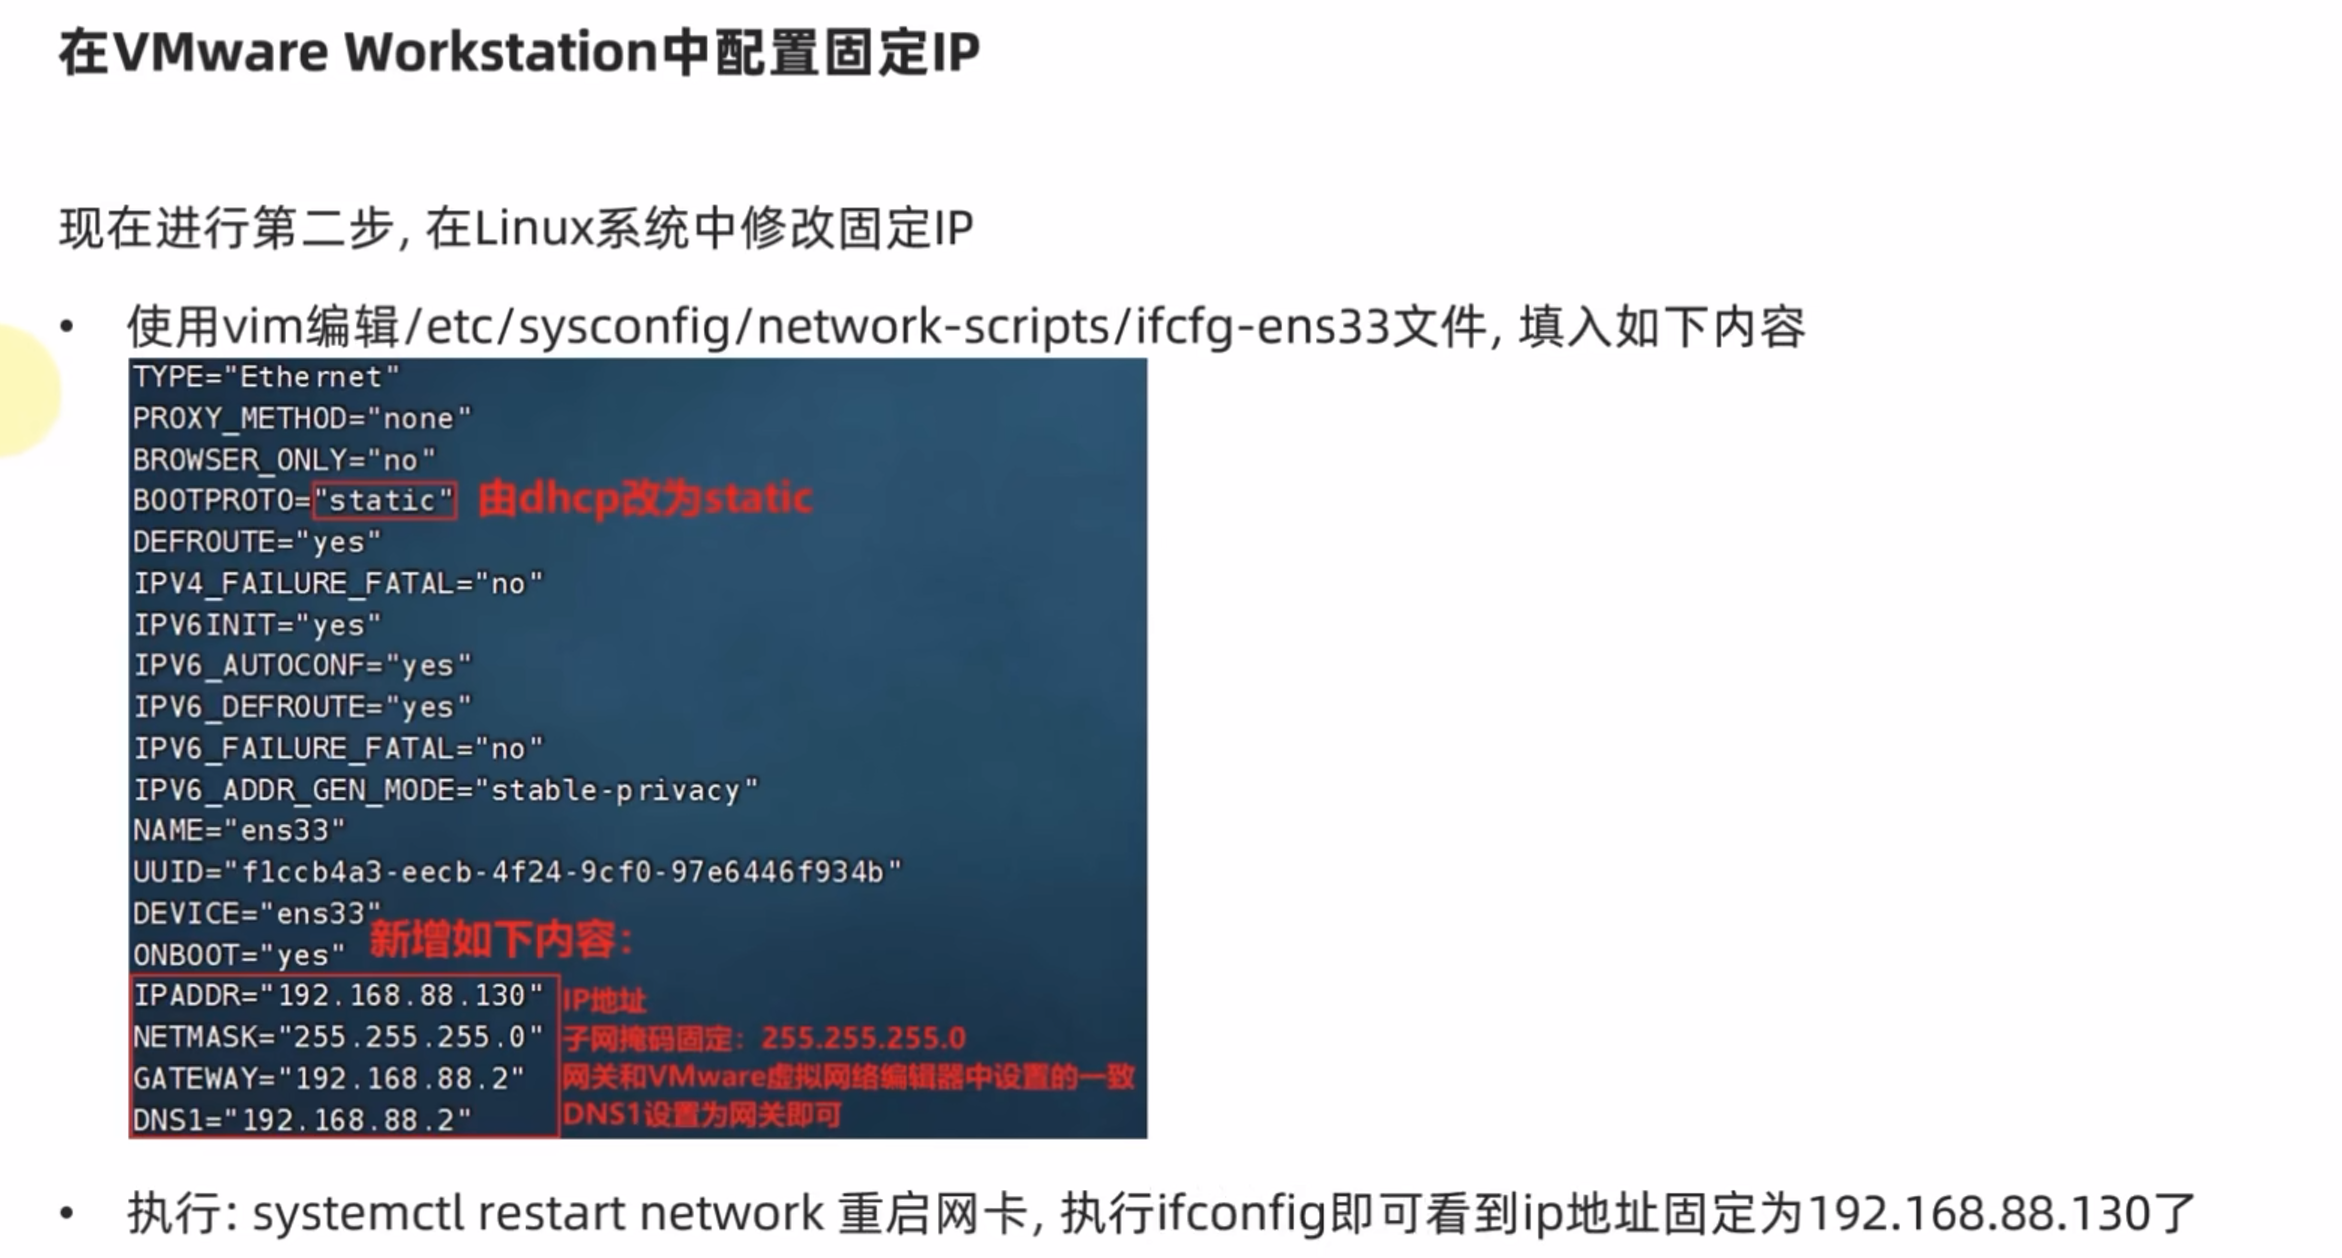 在VMware Workstation中配置固定IP
现在进行第二步, 在Linux系统中修改固定IP
• 使用vim编辑/etc/sysconfig/network-scripts/ifcfg-ens33文件, 填入如下内容
TYPE="Ethernet"
PROXY_METHOD="none"
BROWSER_ONLY="no"
BOOTPROTO="static" 由dhcp改为static
DEFROUTE="yes"
IPV4_FAILURE_FATAL="no"
IPV6INIT="yes"
IPV6_AUTOCONF="yes"
IPV6_DEFROUTE="yes"
IPV6_FAILURE_FATAL="no"
IPV6_ADDR_GEN_MODE="stable-privacy"
NAME="ens33"
UUID="f1ccb4a3-eecb-4f24-9cf0-97e6446f934b"
DEVICE="ens33"
新增如下内容：
ONBOOT="yes"
IPADDR="192.168.88.130" IP地址
NETMASK="255.255.255.0" 子网掩码固定：255.255.255.0
GATEWAY="192.168.88.2" 网关和VMware虚拟网络编辑器中设置的一致
DNS1="192.168.88.2" DNS1设置为网关即可
• 执行: systemctl restart network 重启网卡, 执行ifconfig即可看到ip地址固定为192.168.88.130了